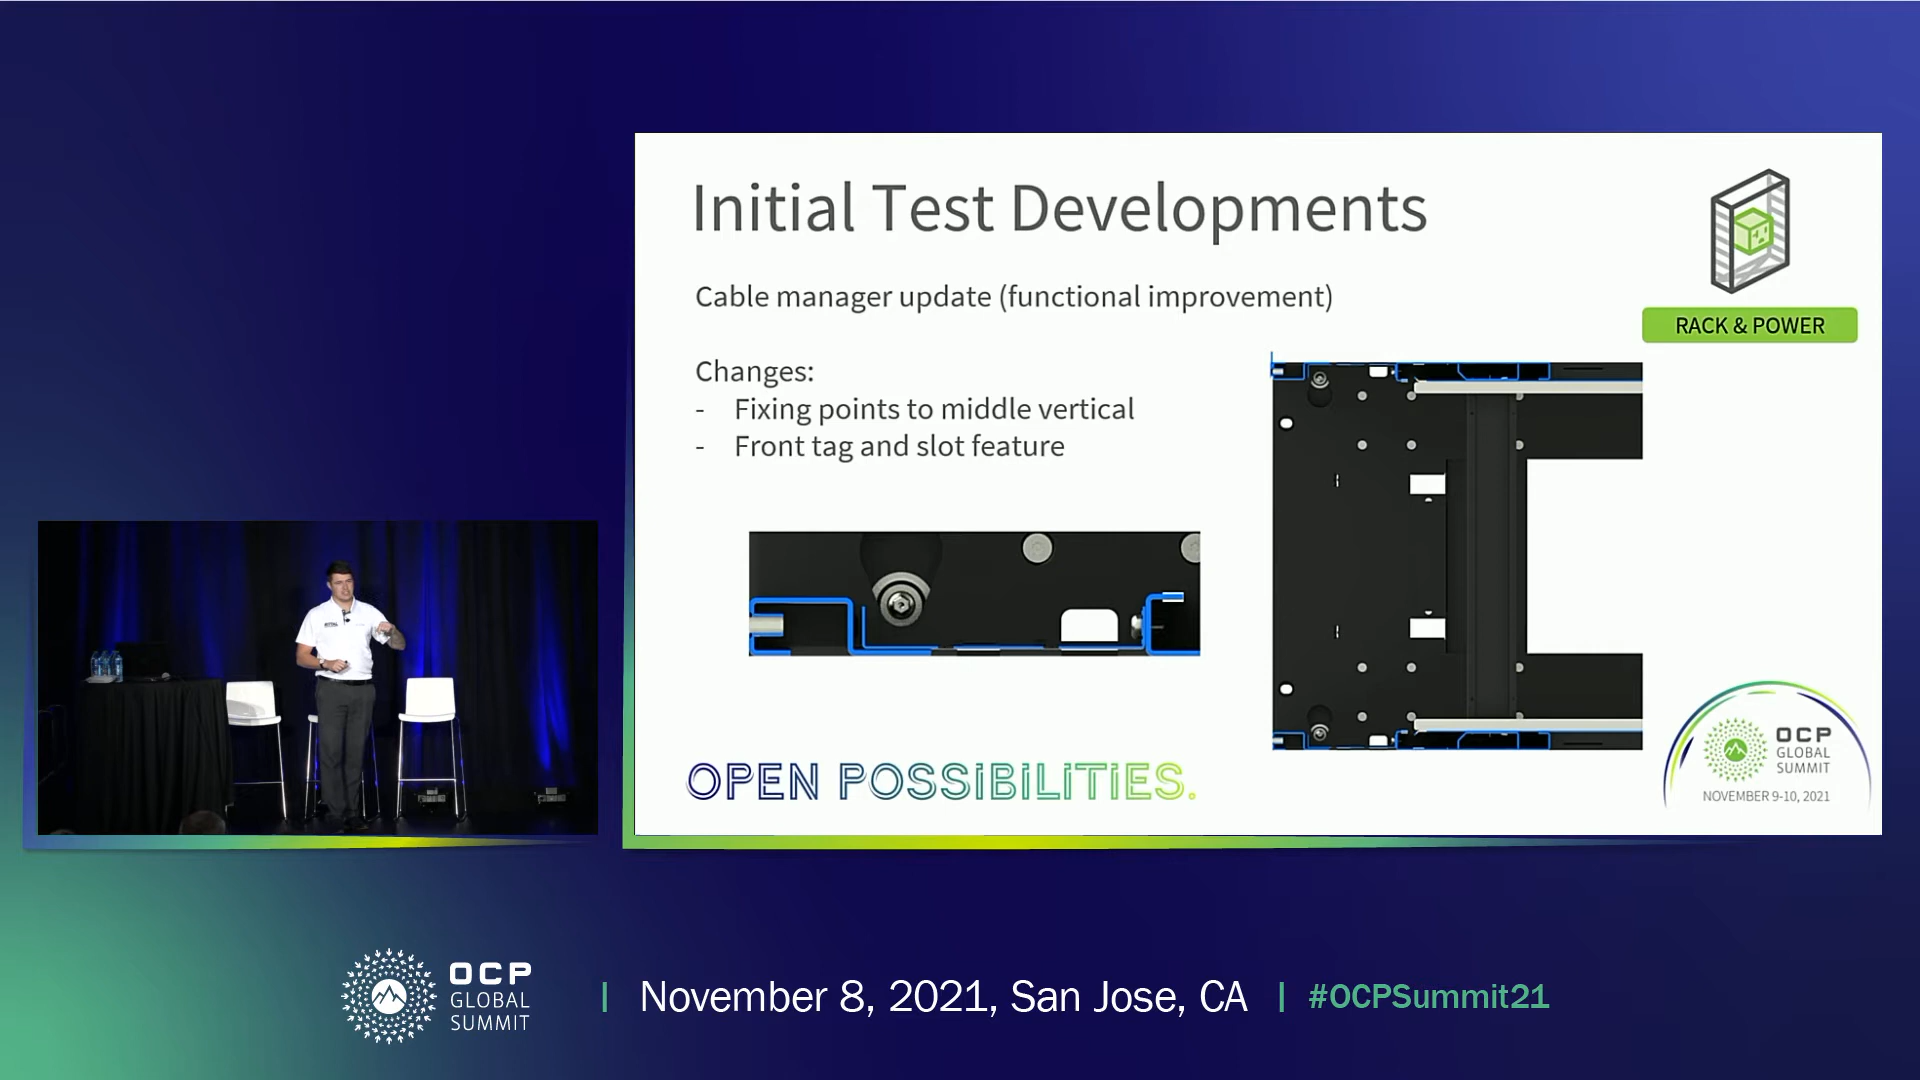 Initial Test Developments
Cable manager update (functional improvement)
Changes:
- Fixing points to middle vertical
- Front tag and slot feature
RACK & POWER
OPEN POSSIBILITIES.
OCP
GLOBAL
SUMMIT
NOVEMBER 9-10, 2021
OCP
GLOBAL
SUMMIT
| November 8, 2021, San Jose, CA | #OCPSummit21